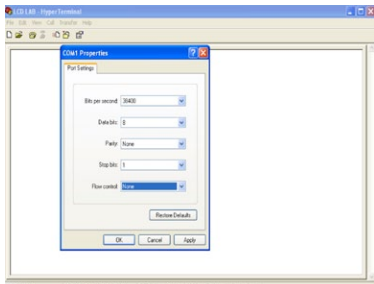 LCD LAB - HyperTerminal
File Edit View Call Transfer Help
COM1 Properties
Port Settings
Bits per second: 38400
Data bits: 8
Parity: None
Stop bits: 1
Flow control: None
Restore Defaults
OK Cancel Apply